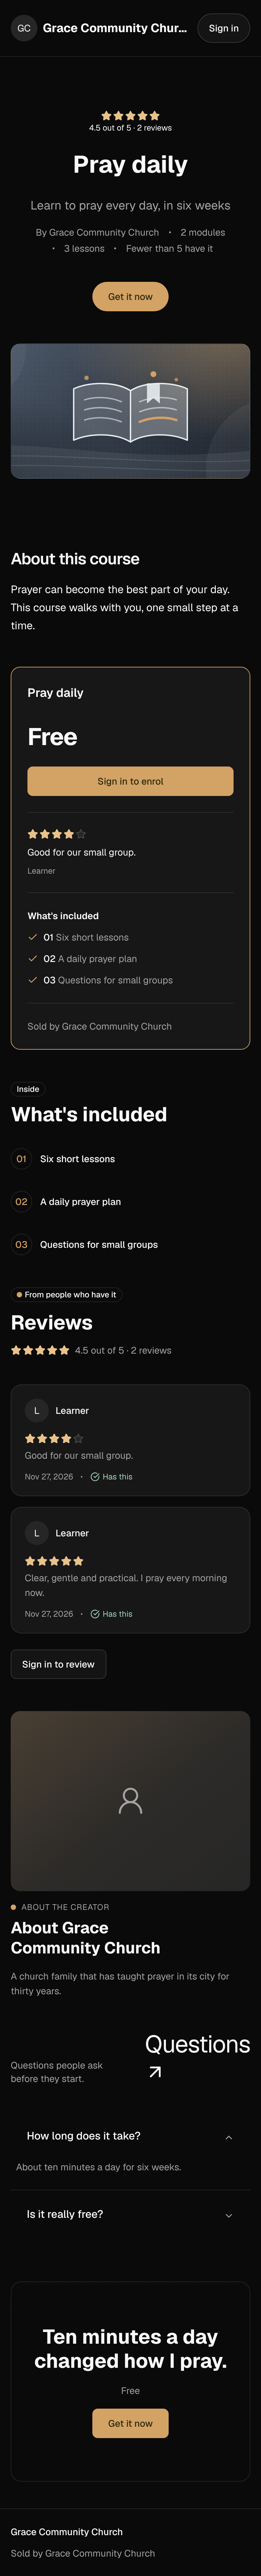 GC Grace Community Chur... Sign in
4.5 out of 5 · 2 reviews
Pray daily
Learn to pray every day, in six weeks
By Grace Community Church • 2 modules
• 3 lessons • Fewer than 5 have it
Get it now
About this course
Prayer can become the best part of your day.
This course walks with you, one small step at a
time.
Pray daily
Free
Sign in to enrol
Good for our small group.
Learner
What's included
01 Six short lessons
02 A daily prayer plan
03 Questions for small groups
Sold by Grace Community Church
Inside
What's included
01 Six short lessons
02 A daily prayer plan
03 Questions for small groups
From people who have it
Reviews
4.5 out of 5 · 2 reviews
L Learner
Good for our small group.
Nov 27, 2026 • Has this
L Learner
Clear, gentle and practical. I pray every morning
now.
Nov 27, 2026 • Has this
Sign in to review
ABOUT THE CREATOR
About Grace
Community Church
A church family that has taught prayer in its city for
thirty years.
Questions
Questions people ask
before they start.
How long does it take?
About ten minutes a day for six weeks.
Is it really free?
Ten minutes a day
changed how I pray.
Free
Get it now
Grace Community Church
Sold by Grace Community Church